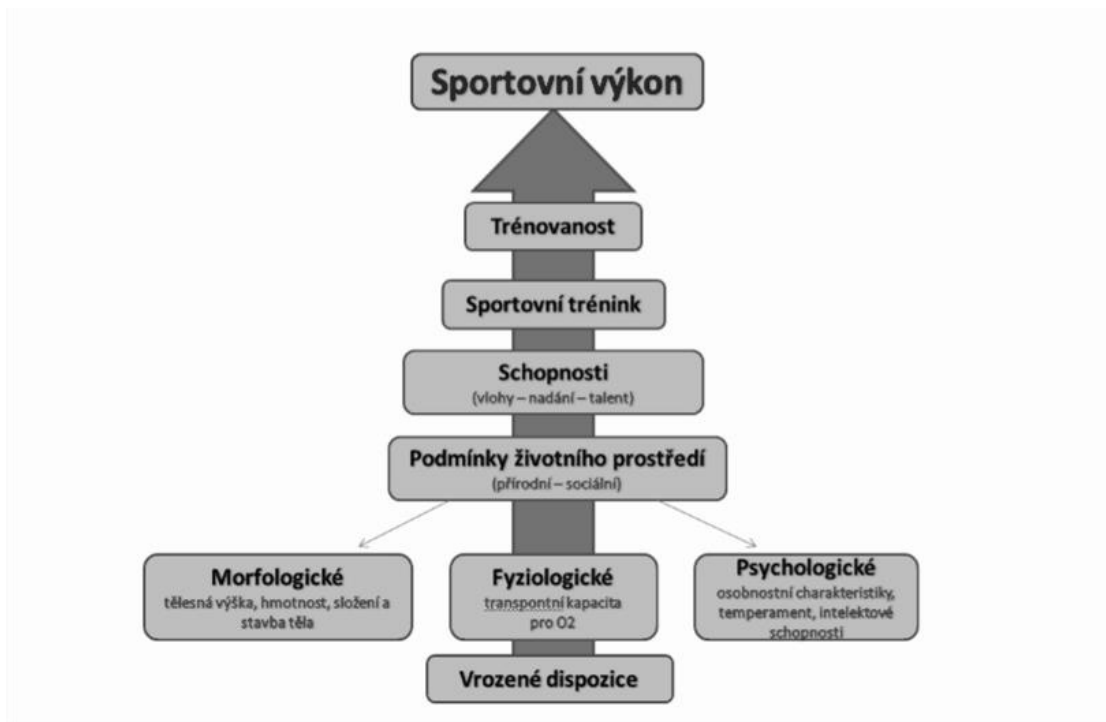 Sportovní výkon
Trénovanost
Sportovní trénink
Schopnosti
(vlohy – nadání – talent)
Podmínky životního prostředí
(přírodní – sociální)
Morfologické
tělesná výška, hmotnost, složení a
stavba těla
Fyziologické
transpontní kapacita
pro O2
Psychologické
osobnostní charakteristiky,
temperament, intelektové
schopnosti
Vrozené dispozice